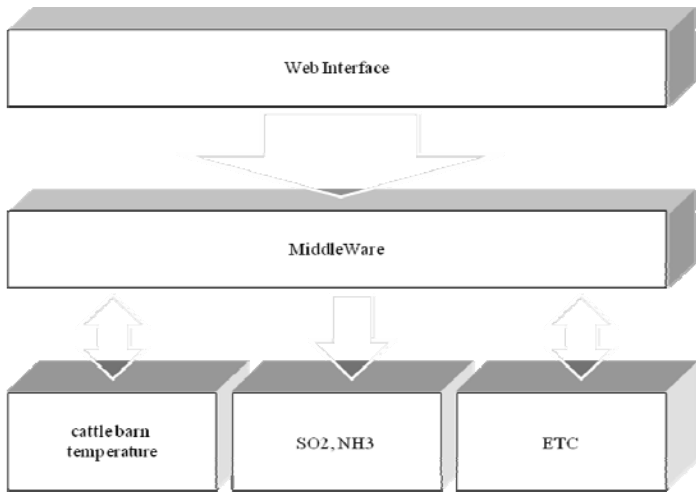 Web Interface
MiddleWare
cattle barn
temperature
SO2, NH3
ETC